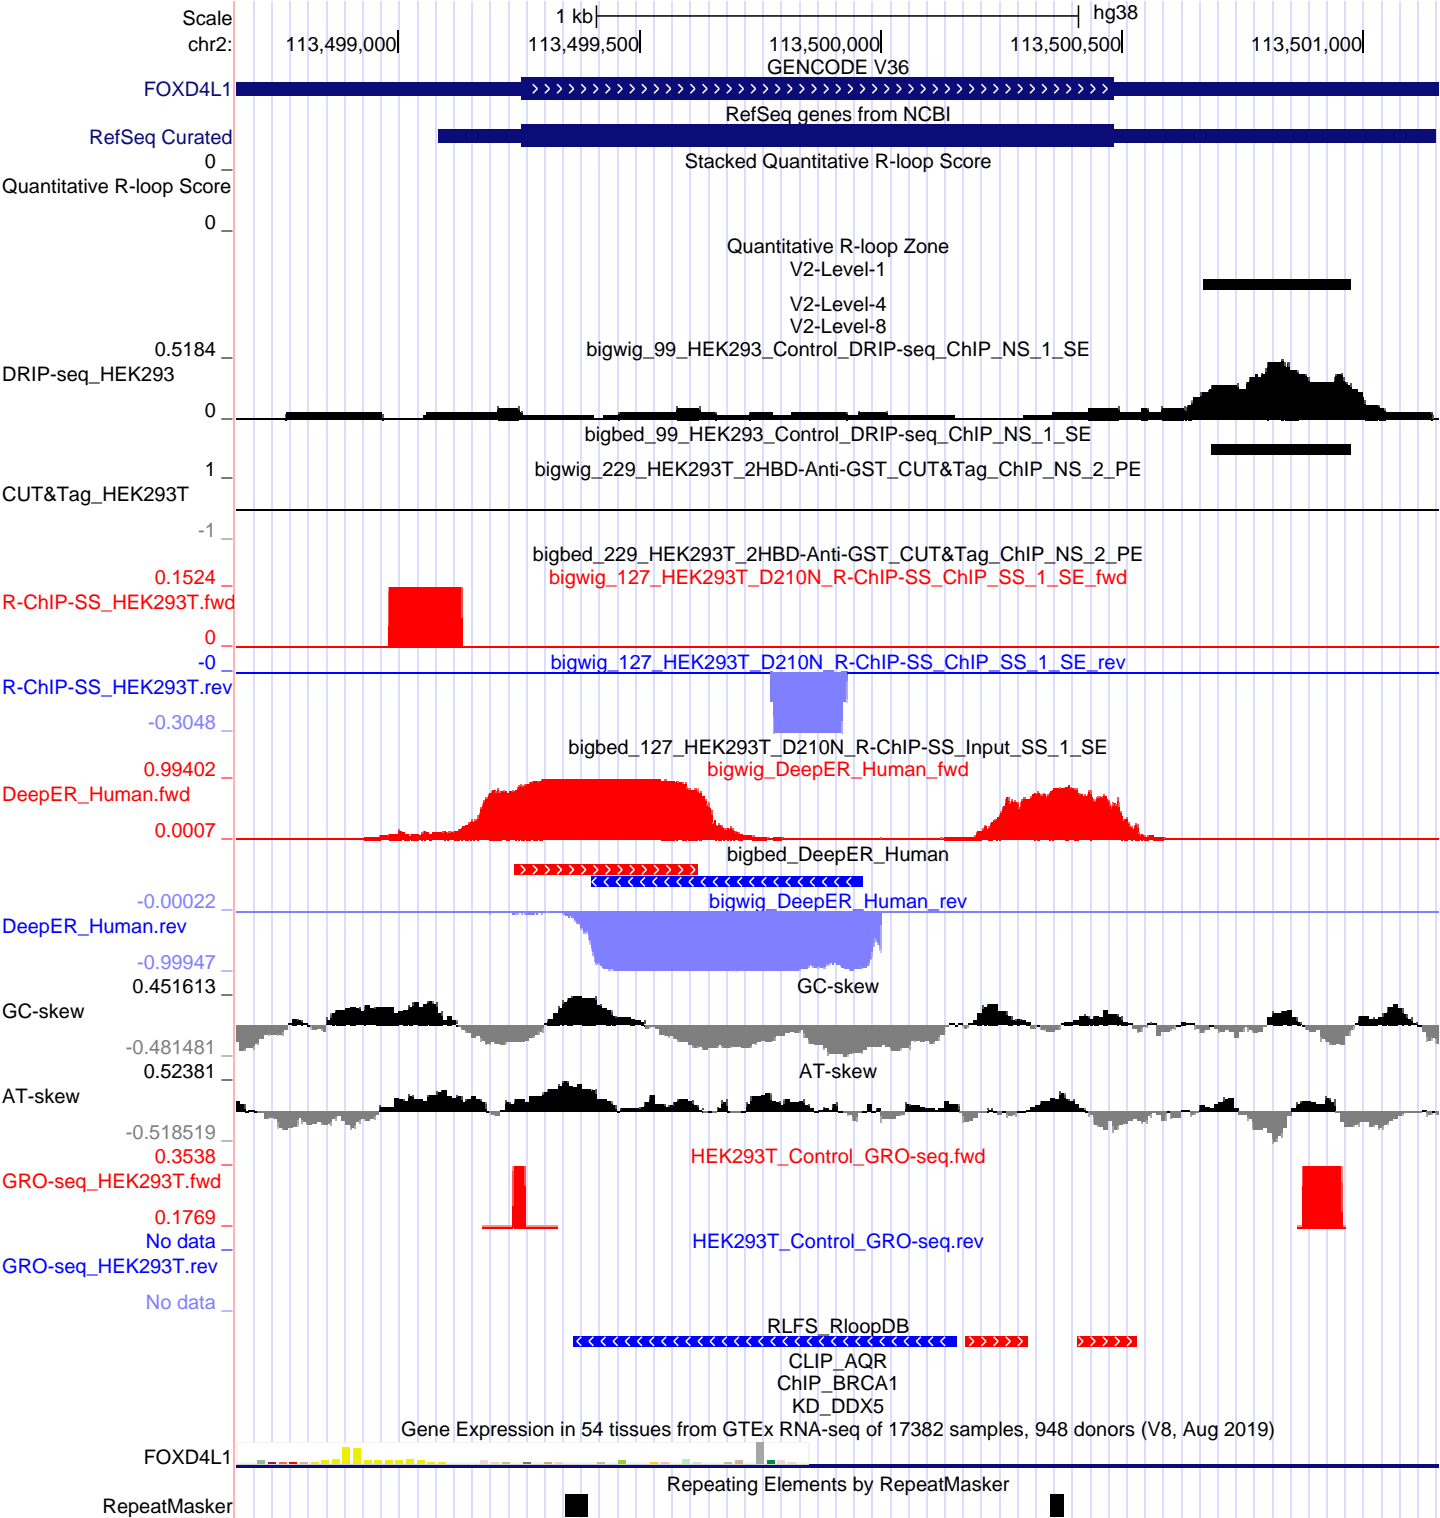 Scale 1 kb hg38
chr2: 113,499,000 113,499,500 113,500,000 113,500,500 113,501,000
GENCODE V36
FOXD4L1
RefSeq genes from NCBI
RefSeq Curated
0 Stacked Quantitative R-loop Score
Quantitative R-loop Score
0
Quantitative R-loop Zone
V2-Level-1
V2-Level-4
V2-Level-8
0.5184 bigwig_99_HEK293_Control_DRIP-seq_ChIP_NS_1_SE
DRIP-seq_HEK293
0
bigbed_99_HEK293_Control_DRIP-seq_ChIP_NS_1_SE
1 bigwig_229_HEK293T_2HBD-Anti-GST_CUT&Tag_ChIP_NS_2_PE
CUT&Tag_HEK293T
-1
bigbed_229_HEK293T_2HBD-Anti-GST_CUT&Tag_ChIP_NS_2_PE
0.1524 bigwig_127_HEK293T_D210N_R-ChIP-SS_ChIP_SS_1_SE_fwd
R-ChIP-SS_HEK293T.fwd
0
-0 bigwig_127_HEK293T_D210N_R-ChIP-SS_ChIP_SS_1_SE_rev
R-ChIP-SS_HEK293T.rev
-0.3048
bigbed_127_HEK293T_D210N_R-ChIP-SS_Input_SS_1_SE
0.99402 bigwig_DeepER_Human_fwd
DeepER_Human.fwd
0.0007
bigbed_DeepER_Human
-0.00022 bigwig_DeepER_Human_rev
DeepER_Human.rev
-0.99947
0.451613 GC-skew
GC-skew
-0.481481
0.52381 AT-skew
AT-skew
-0.518519
0.3538 HEK293T_Control_GRO-seq.fwd
GRO-seq_HEK293T.fwd
0.1769
No data HEK293T_Control_GRO-seq.rev
GRO-seq_HEK293T.rev
No data
RLFS_RloopDB
CLIP_AQR
ChIP_BRCA1
KD_DDX5
Gene Expression in 54 tissues from GTEx RNA-seq of 17382 samples, 948 donors (V8, Aug 2019)
FOXD4L1
Repeating Elements by RepeatMasker
RepeatMasker